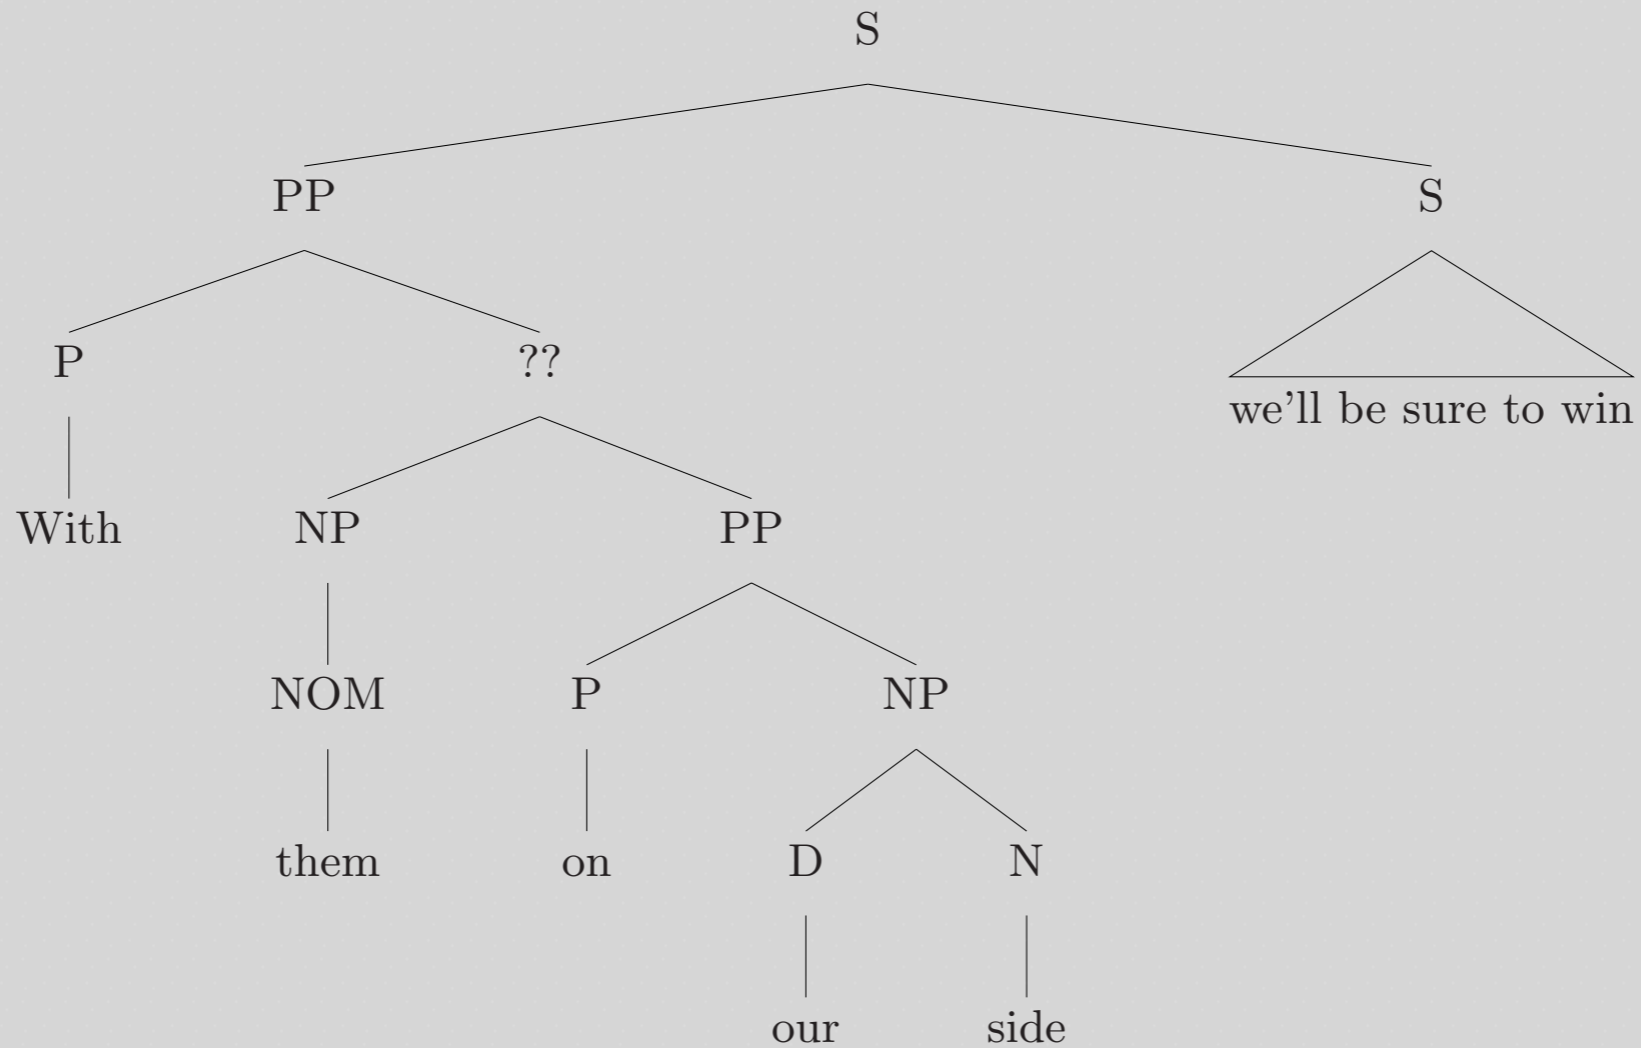 S
PP S
P ??
we'll be sure to win
With NP PP
NOM P NP
them on D N
our side